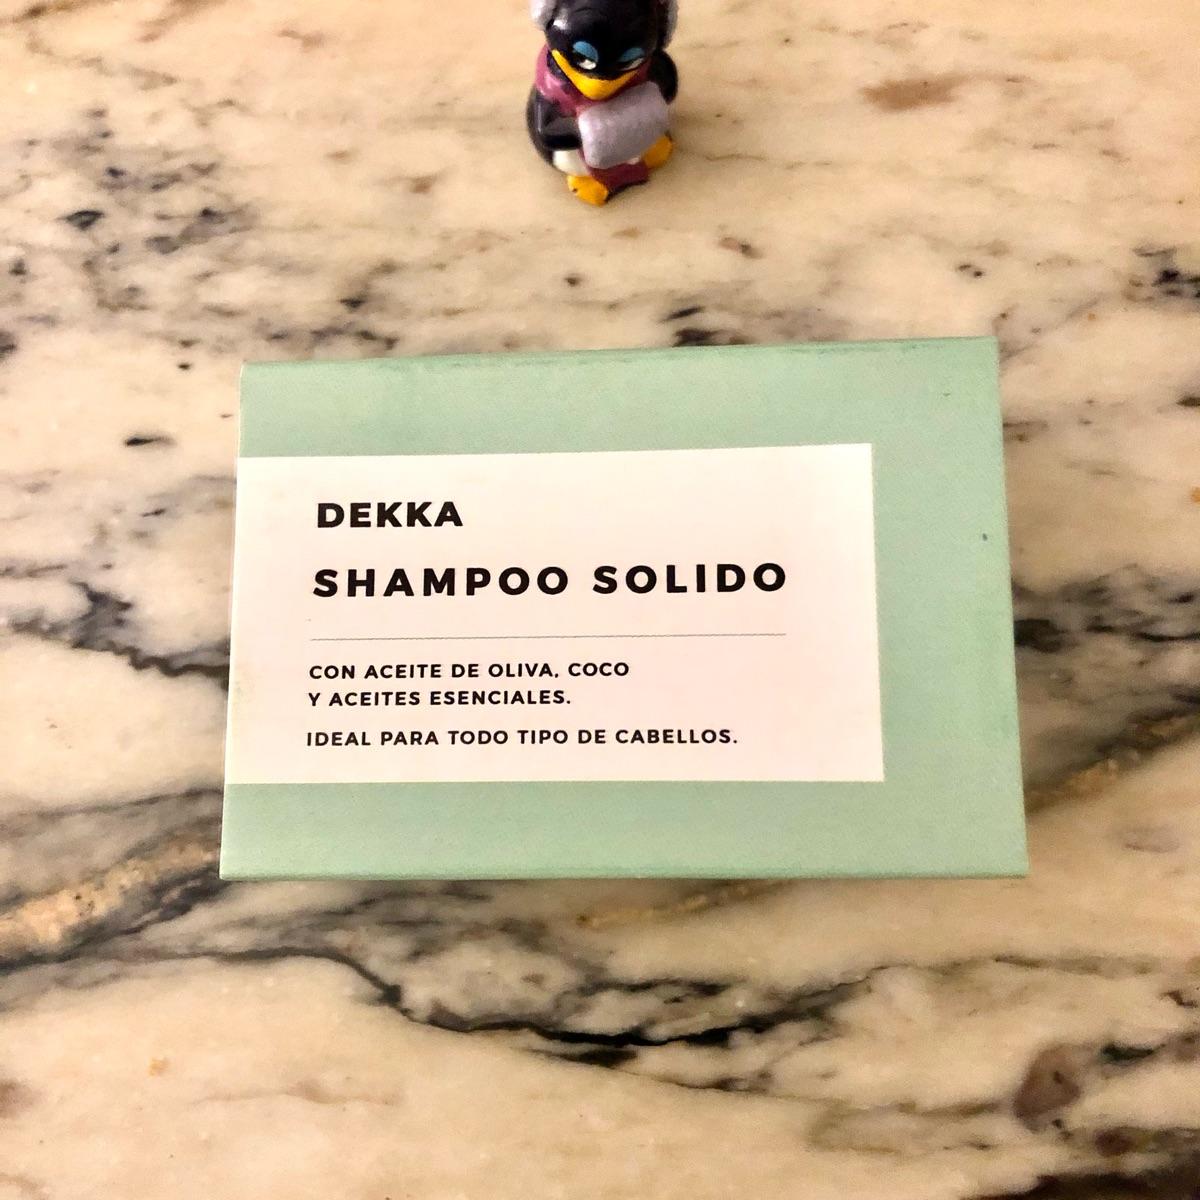 DEKKA
SHAMPOO SOLIDO
CON ACEITE DE OLIVA, COCO
Y ACEITES ESENCIALES.
IDEAL PARA TODO TIPO DE CABELLOS.